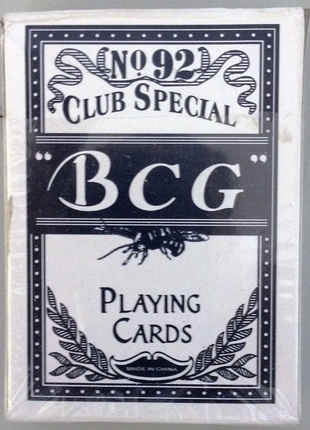 No 92
CLUB SPECIAL
"BCG"
PLAYING
CARDS
MADE IN CHINA